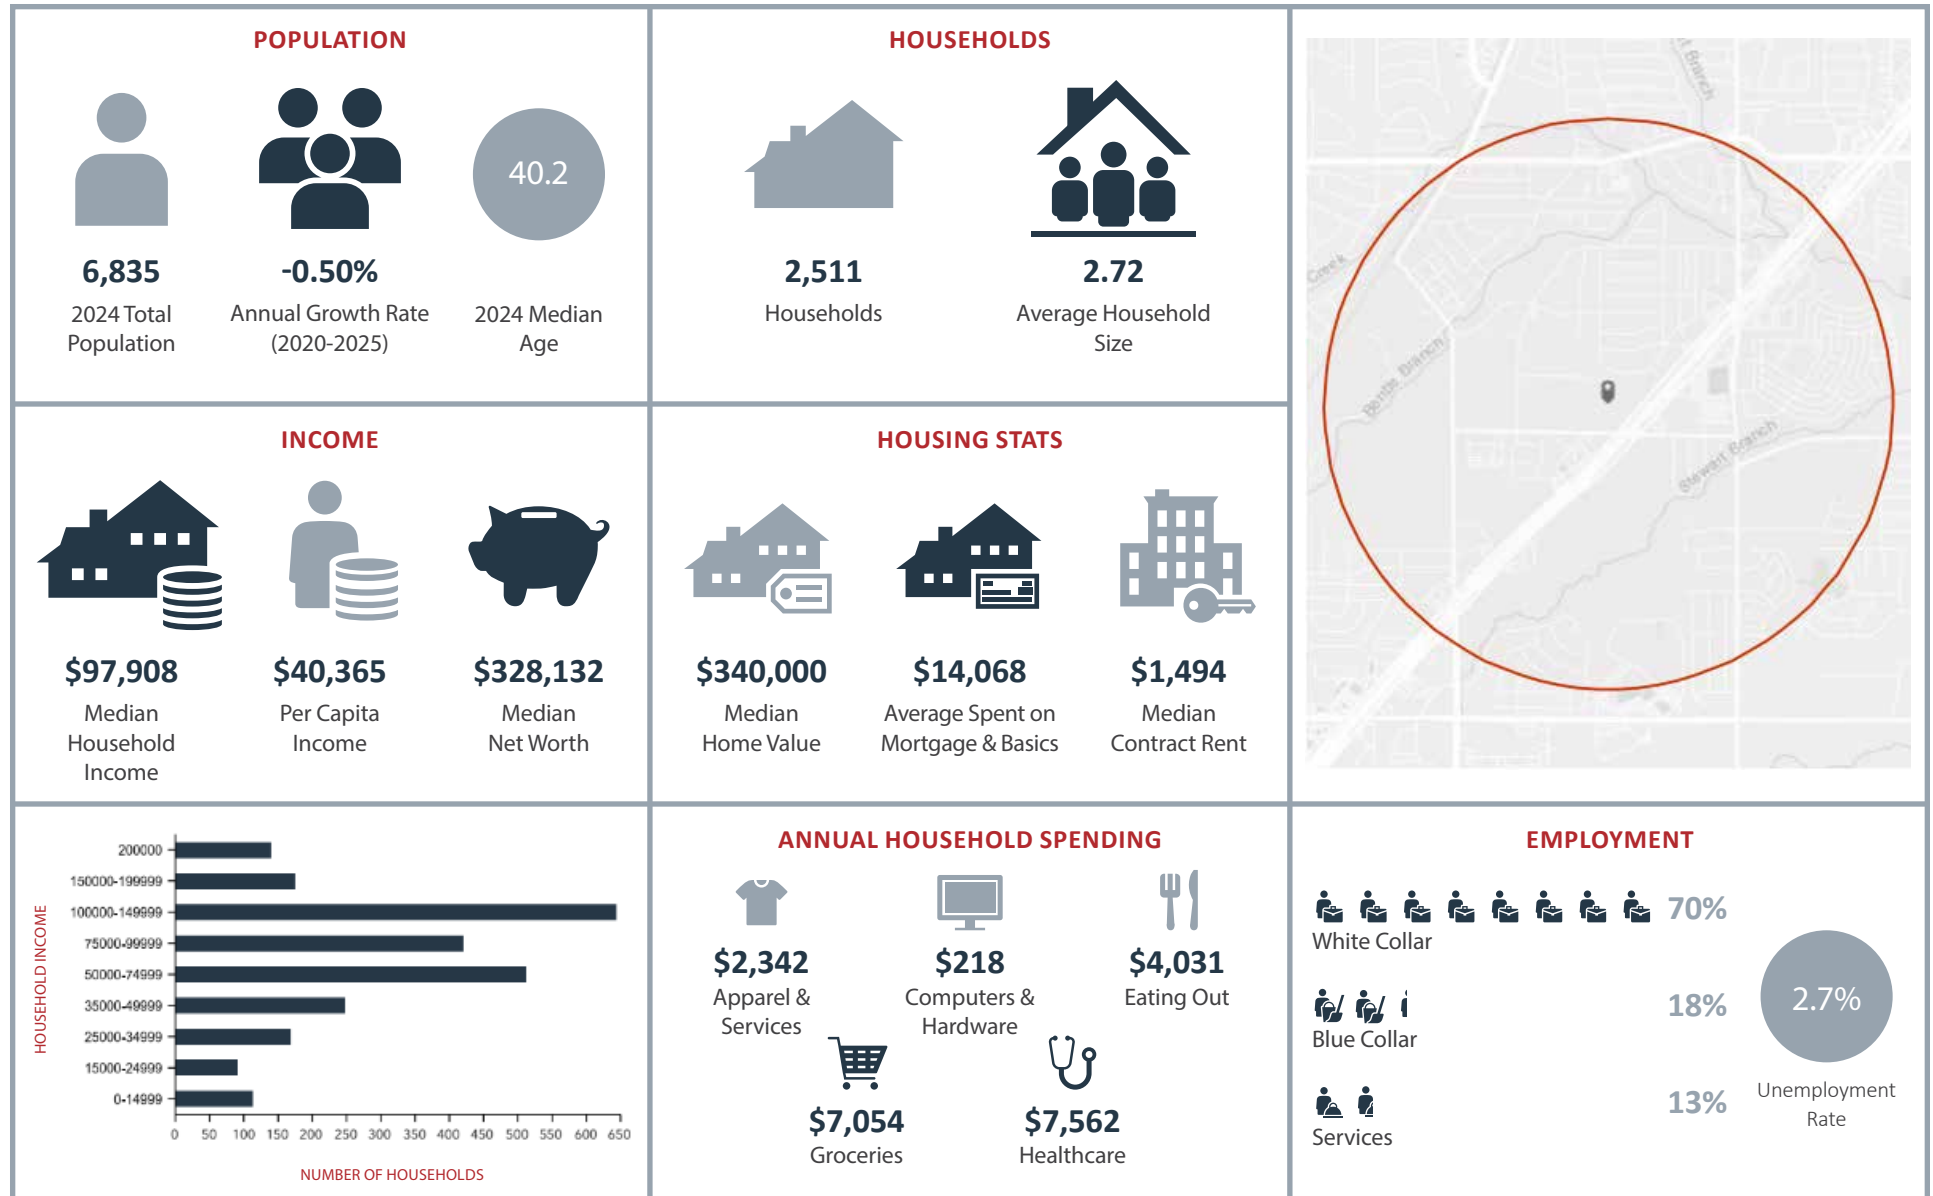 POPULATION
40.2
6,835
-0.50%
2024 Total
Population
Annual Growth Rate
(2020-2025)
2024 Median
Age
HOUSEHOLDS
2,511
2.72
Households
Average Household
Size
Branch
Creek
Bentle Branch
Stewart Branch
INCOME
$97,908
$40,365
$328,132
Median
Household
Income
Per Capita
Income
Median
Net Worth
HOUSING STATS
$340,000
$14,068
$1,494
Median
Home Value
Average Spent on
Mortgage & Basics
Median
Contract Rent
HOUSEHOLD INCOME
200000
150000-199999
100000-149999
75000-99999
50000-74999
35000-49999
25000-34999
15000-24999
0-14999
0 50 100 150 200 250 300 350 400 450 500 550 600 650
NUMBER OF HOUSEHOLDS
ANNUAL HOUSEHOLD SPENDING
$2,342
Apparel &
Services
$218
Computers &
Hardware
$4,031
Eating Out
$7,054
Groceries
$7,562
Healthcare
EMPLOYMENT
70%
White Collar
18%
Blue Collar
13%
Services
2.7%
Unemployment
Rate